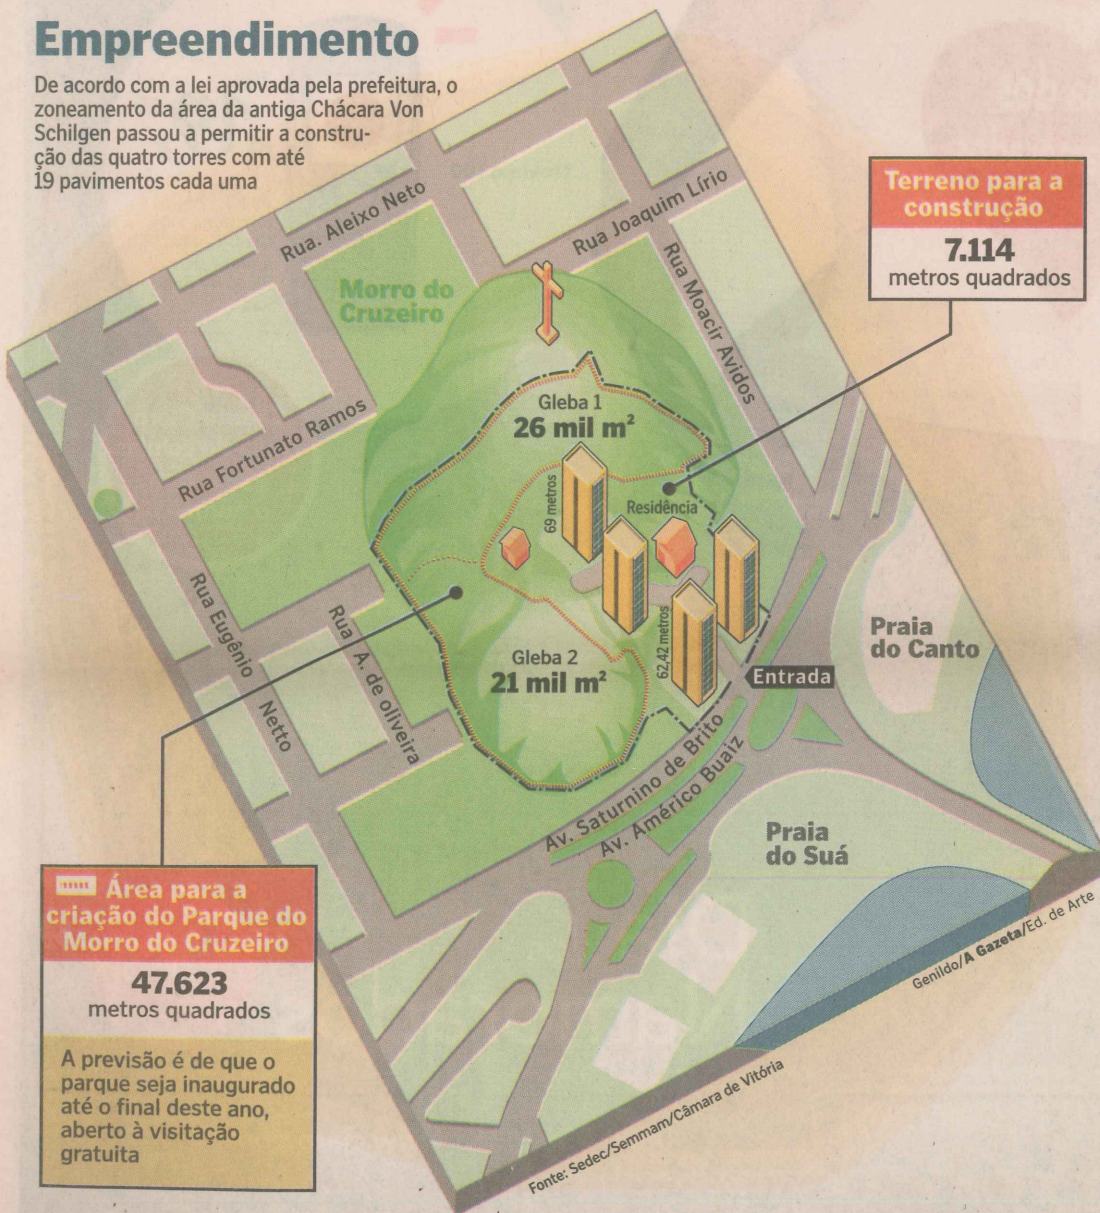 Empreendimento
De acordo com a lei aprovada pela prefeitura, o
zoneamento da área da antiga Chácara Von
Schilgen passou a permitir a constru-
ção das quatro torres com até
19 pavimentos cada uma
Terreno para a
construção
7.114
metros quadrados
Rua. Aleixo Neto
Rua Joaquim Lírio
Rua Moacir Avidos
Morro do
Cruzeiro
Rua Fortunato Ramos
Gleba 1
26 mil m²
69 metros
Residência
Rua Eugênio Netto
Rua A. de oliveira
Gleba 2
21 mil m²
62,42 metros
Entrada
Praia
do Canto
Av. Saturnino de Brito
Av. Américo Buaiz
Praia
do Suá
Área para a
criação do Parque do
Morro do Cruzeiro
47.623
metros quadrados
A previsão é de que o
parque seja inaugurado
até o final deste ano,
aberto à visitação
gratuita
Genildo/A Gazeta/Ed. de Arte
Fonte: Sedec/Semmam/Câmara de Vitória